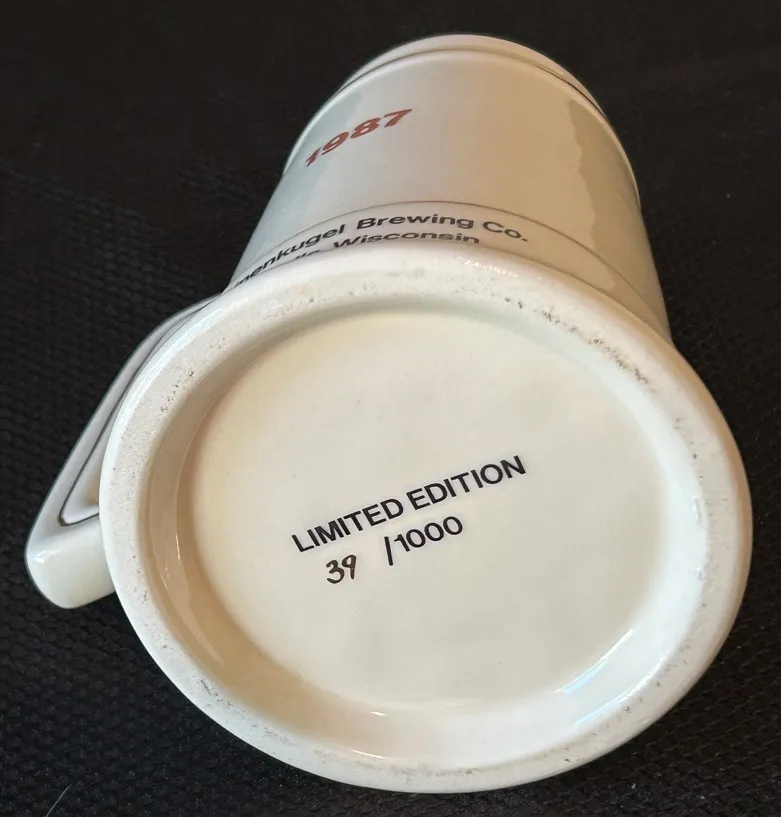 1987
Brewing Co.
Wisconsin
LIMITED EDITION
39 /1000